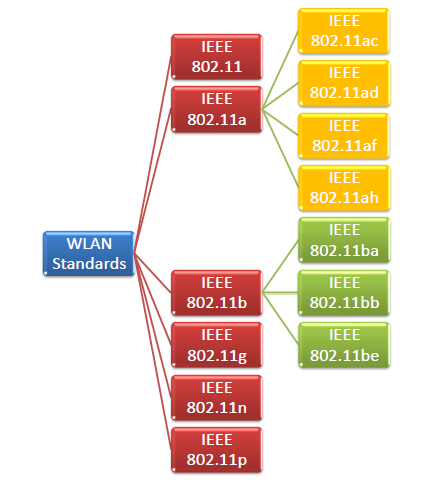 WLAN
Standards
IEEE
802.11
IEEE
802.11a
IEEE
802.11ac
IEEE
802.11ad
IEEE
802.11af
IEEE
802.11ah
IEEE
802.11b
IEEE
802.11ba
IEEE
802.11bb
IEEE
802.11be
IEEE
802.11g
IEEE
802.11n
IEEE
802.11p